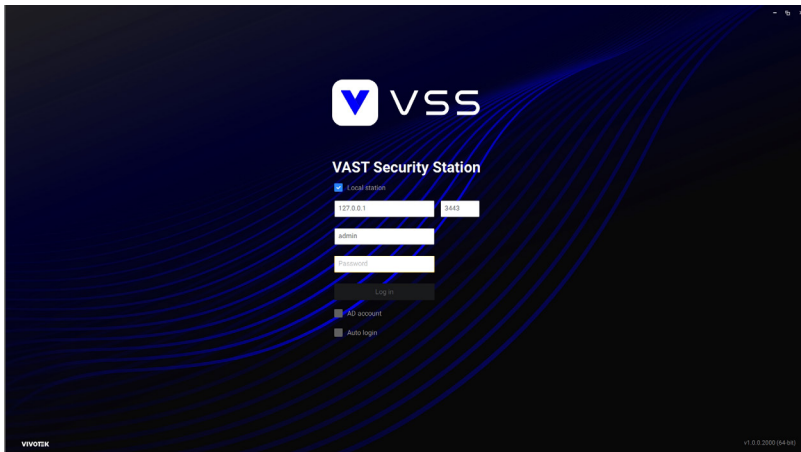 VSS
VAST Security Station
Local station
127.0.0.1 3443
admin
Password
Log in
AD account
Auto login
VIVOTEK v1.0.0.2000 (64-bit)